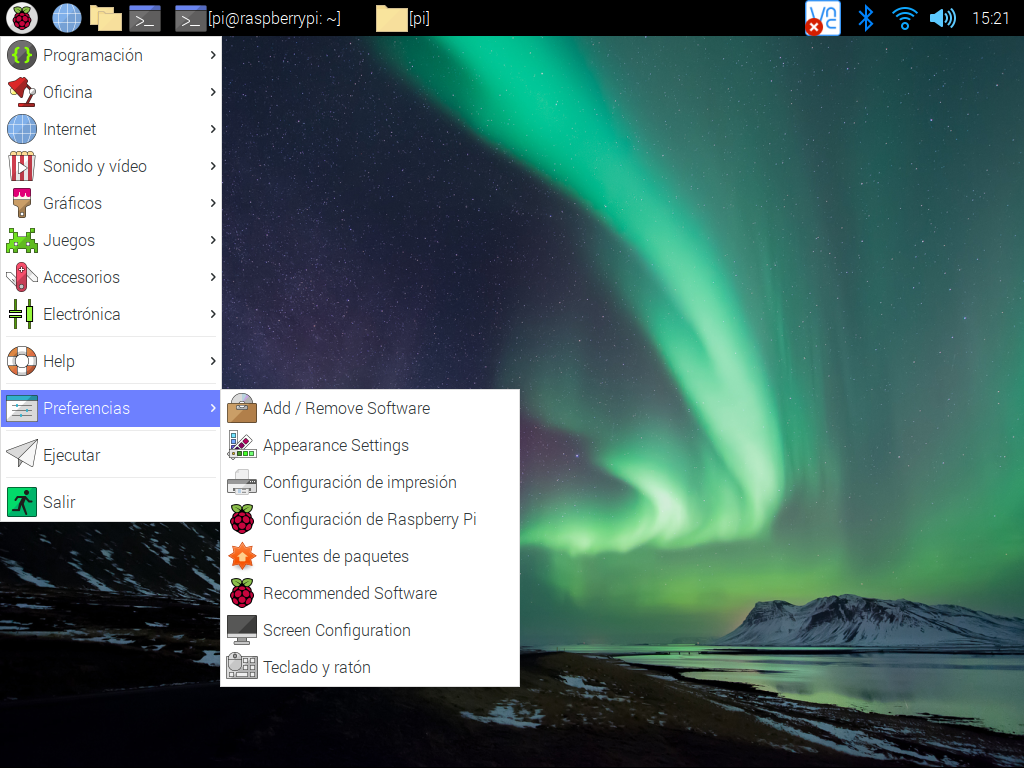 [pi@raspberrypi: ~]
[pi]
15:21
Programación
Oficina
Internet
Sonido y vídeo
Gráficos
Juegos
Accesorios
Electrónica
Help
Preferencias
Ejecutar
Salir
Add / Remove Software
Appearance Settings
Configuración de impresión
Configuración de Raspberry Pi
Fuentes de paquetes
Recommended Software
Screen Configuration
Teclado y ratón